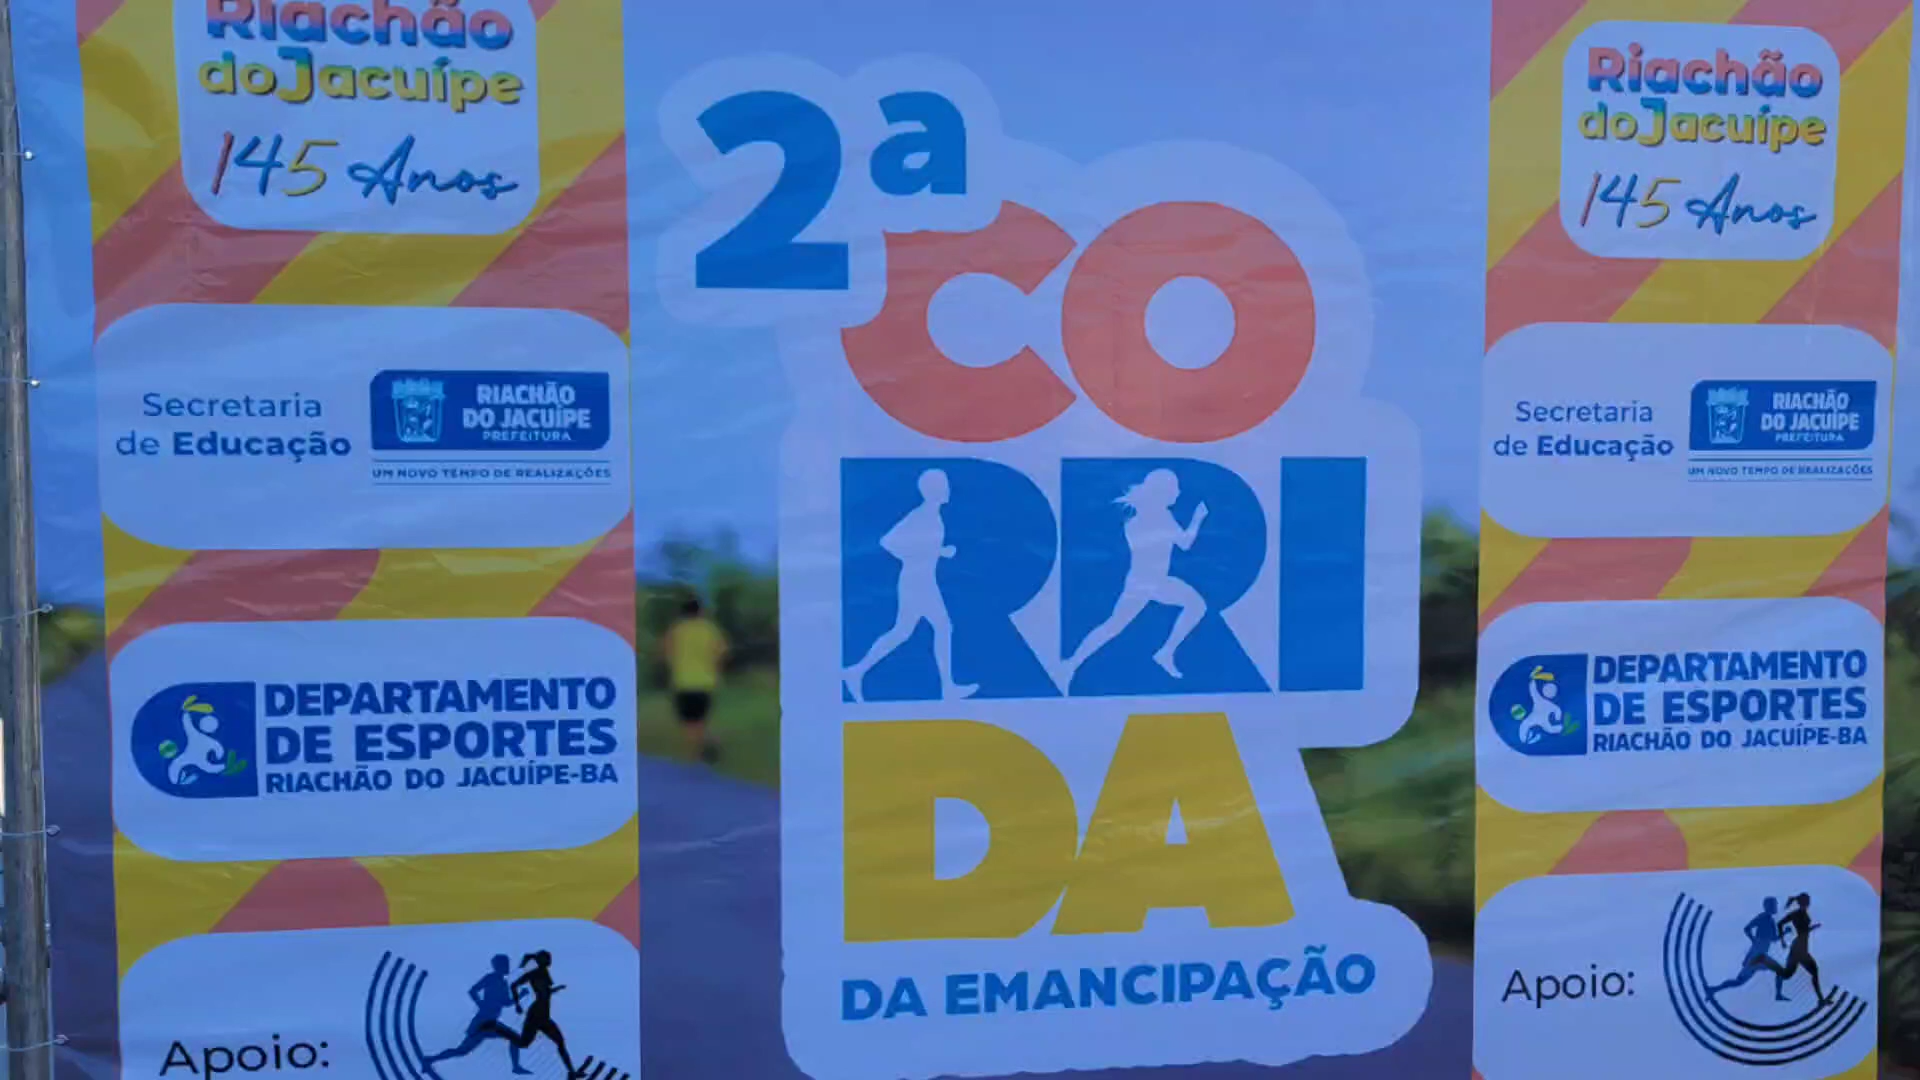 Riachão
do Jacuípe
145 Anos
Secretaria
de Educação
RIACHÃO
DO JACUÍPE
PREFEITURA
UM NOVO TEMPO DE REALIZAÇÕES
DEPARTAMENTO
DE ESPORTES
RIACHÃO DO JACUÍPE-BA
Apoio:
2ª
CO
RRI
DA
DA EMANCIPAÇÃO
Riachão
do Jacuípe
145 Anos
Secretaria
de Educação
RIACHÃO
DO JACUÍPE
PREFEITURA
UM NOVO TEMPO DE REALIZAÇÕES
DEPARTAMENTO
DE ESPORTES
RIACHÃO DO JACUÍPE-BA
Apoio: